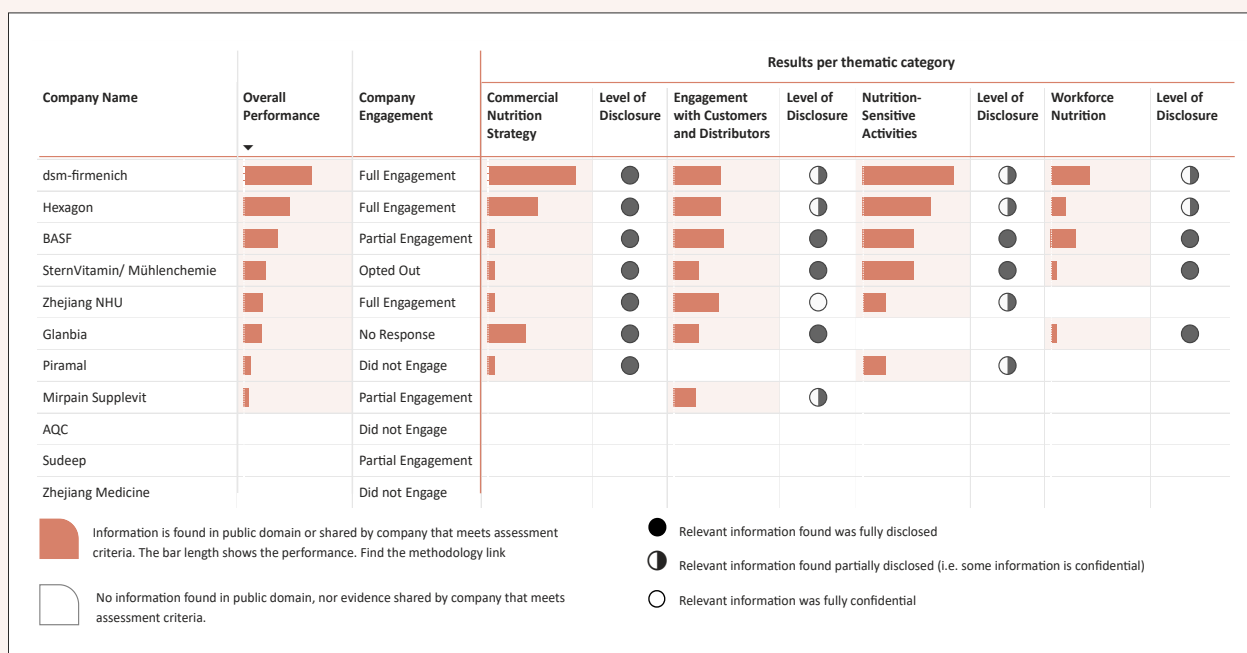 Results per thematic category
Company Name
Overall
Performance
Company
Engagement
Commercial
Nutrition
Strategy
Level of
Disclosure
Engagement
with Customers
and Distributors
Level of
Disclosure
Nutrition-
Sensitive
Activities
Level of
Disclosure
Workforce
Nutrition
Level of
Disclosure
dsm-firmenich Full Engagement
Hexagon Full Engagement
BASF Partial Engagement
SternVitamin/ Mühlenchemie Opted Out
Zhejiang NHU Full Engagement
Glanbia No Response
Piramal Did not Engage
Mirpain Supplevit Partial Engagement
AQC Did not Engage
Sudeep Partial Engagement
Zhejiang Medicine Did not Engage
Information is found in public domain or shared by company that meets assessment
criteria. The bar length shows the performance. Find the methodology link
No information found in public domain, nor evidence shared by company that meets
assessment criteria.
Relevant information found was fully disclosed
Relevant information found partially disclosed (i.e. some information is confidential)
Relevant information was fully confidential